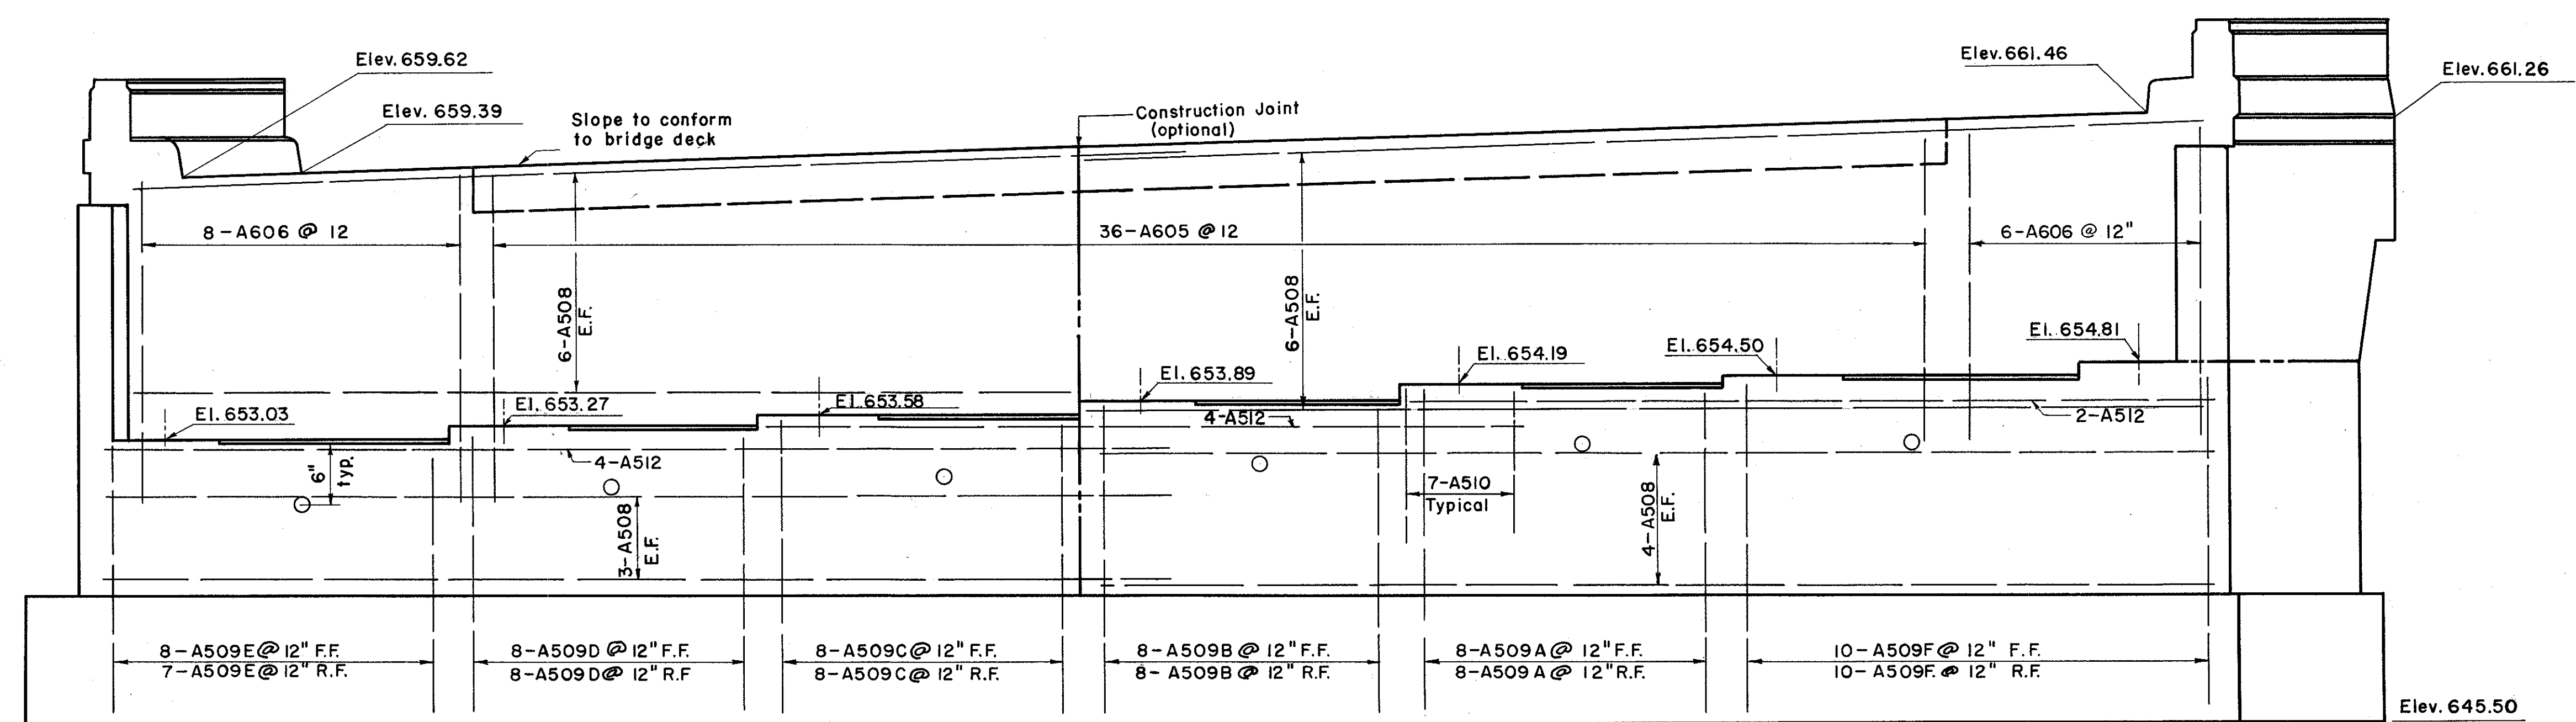 Elev. 659.62
Elev. 659.39
Slope to conform
to bridge deck
Construction Joint
(optional)
Elev. 661.46
Elev. 661.26
8-A606 @ 12
36-A605 @ 12
6-A606 @ 12"
6-A508
E.F.
6-A508
E.F.
El. 653.03
El. 653.27
El. 653.58
El. 653.89
El. 654.19
El. 654.50
El. 654.81
6"
typ.
4-A512
4-A512
2-A512
3-A508
E.F.
7-A510
Typical
4-A508
E.F.
8-A509E @ 12" F.F.
7-A509E @ 12" R.F.
8-A509D @ 12" F.F.
8-A509D @ 12" R.F
8-A509C @ 12" F.F.
8-A509C @ 12" R.F.
8-A509B @ 12" F.F.
8-A509B @ 12" R.F.
8-A509A @ 12" F.F.
8-A509A @ 12" R.F.
10-A509F @ 12" F.F.
10-A509F. @ 12" R.F.
Elev. 645.50